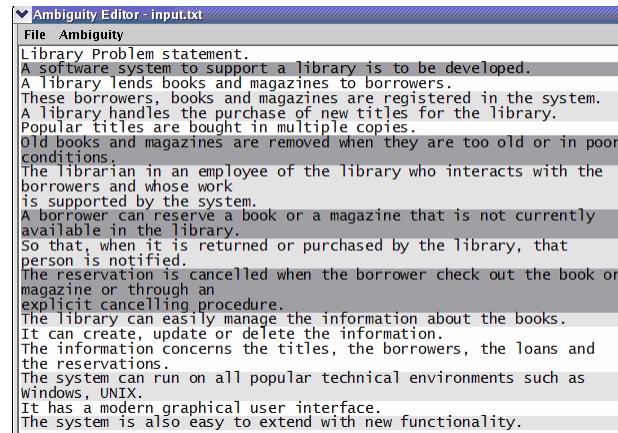 Ambiguity Editor - input.txt
File Ambiguity
Library Problem statement.
A software system to support a library is to be developed.
A library lends books and magazines to borrowers.
These borrowers, books and magazines are registered in the system.
A library handles the purchase of new titles for the library.
Popular titles are bought in multiple copies.
Old books and magazines are removed when they are too old or in poor
conditions.
The librarian in an employee of the library who interacts with the
borrowers and whose work
is supported by the system.
A borrower can reserve a book or a magazine that is not currently
available in the library.
So that, when it is returned or purchased by the library, that
person is notified.
The reservation is cancelled when the borrower check out the book or
magazine or through an
explicit cancelling procedure.
The library can easily manage the information about the books.
It can create, update or delete the information.
The information concerns the titles, the borrowers, the loans and
the reservations.
The system can run on all popular technical environments such as
Windows, UNIX.
It has a modern graphical user interface.
The system is also easy to extend with new functionality.